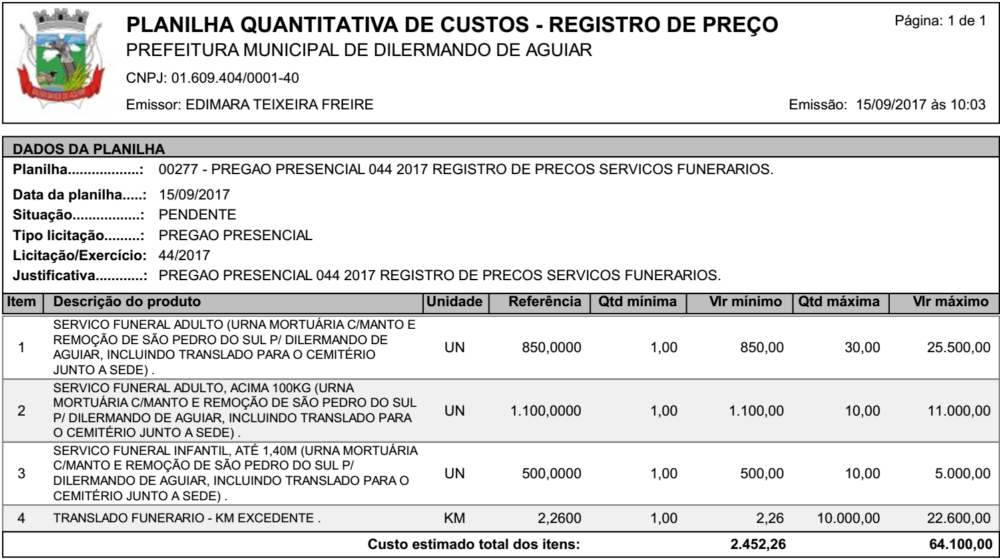 PLANILHA QUANTITATIVA DE CUSTOS - REGISTRO DE PREÇO
Página: 1 de 1
PREFEITURA MUNICIPAL DE DILERMANDO DE AGUIAR
CNPJ: 01.609.404/0001-40
Emissor: EDIMARA TEIXEIRA FREIRE
Emissão: 15/09/2017 às 10:03
DADOS DA PLANILHA
Planilha..................: 00277 - PREGAO PRESENCIAL 044 2017 REGISTRO DE PRECOS SERVICOS FUNERARIOS.
Data da planilha.....: 15/09/2017
Situação.................: PENDENTE
Tipo licitação.........: PREGAO PRESENCIAL
Licitação/Exercício: 44/2017
Justificativa............: PREGAO PRESENCIAL 044 2017 REGISTRO DE PRECOS SERVICOS FUNERARIOS.
Item Descrição do produto Unidade Referência Qtd mínima Vlr mínimo Qtd máxima Vlr máximo
SERVICO FUNERAL ADULTO (URNA MORTUÁRIA C/MANTO E
REMOÇÃO DE SÃO PEDRO DO SUL P/ DILERMANDO DE
1 AGUIAR, INCLUINDO TRANSLADO PARA O CEMITÉRIO UN 850,0000 1,00 850,00 30,00 25.500,00
JUNTO A SEDE) .
SERVICO FUNERAL ADULTO, ACIMA 100KG (URNA
MORTUÁRIA C/MANTO E REMOÇÃO DE SÃO PEDRO DO SUL
2 P/ DILERMANDO DE AGUIAR, INCLUINDO TRANSLADO PARA UN 1.100,0000 1,00 1.100,00 10,00 11.000,00
O CEMITÉRIO JUNTO A SEDE) .
SERVICO FUNERAL INFANTIL, ATÉ 1,40M (URNA MORTUÁRIA
C/MANTO E REMOÇÃO DE SÃO PEDRO DO SUL P/
3 DILERMANDO DE AGUIAR, INCLUINDO TRANSLADO PARA O UN 500,0000 1,00 500,00 10,00 5.000,00
CEMITÉRIO JUNTO A SEDE) .
4 TRANSLADO FUNERARIO - KM EXCEDENTE . KM 2,2600 1,00 2,26 10.000,00 22.600,00
Custo estimado total dos itens: 2.452,26 64.100,00